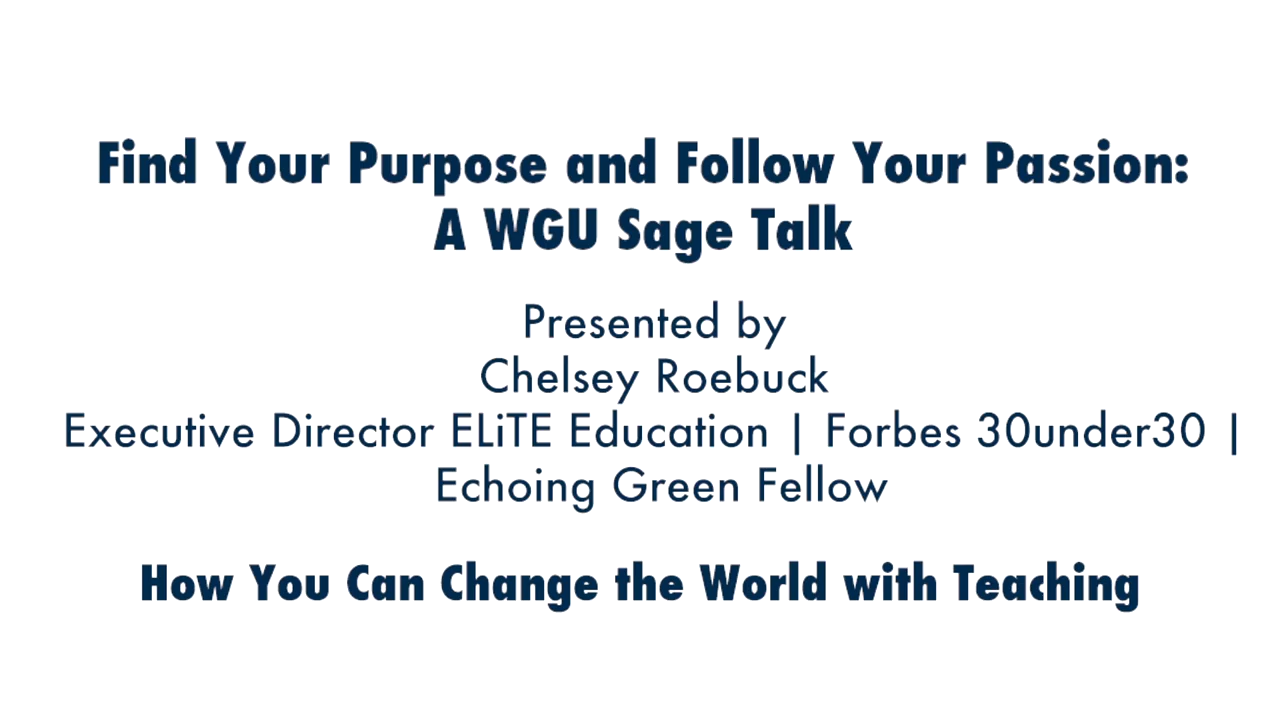 Find Your Purpose and Follow Your Passion:
A WGU Sage Talk
Presented by
Chelsey Roebuck
Executive Director ELiTE Education | Forbes 30under30 |
Echoing Green Fellow
How You Can Change the World with Teaching